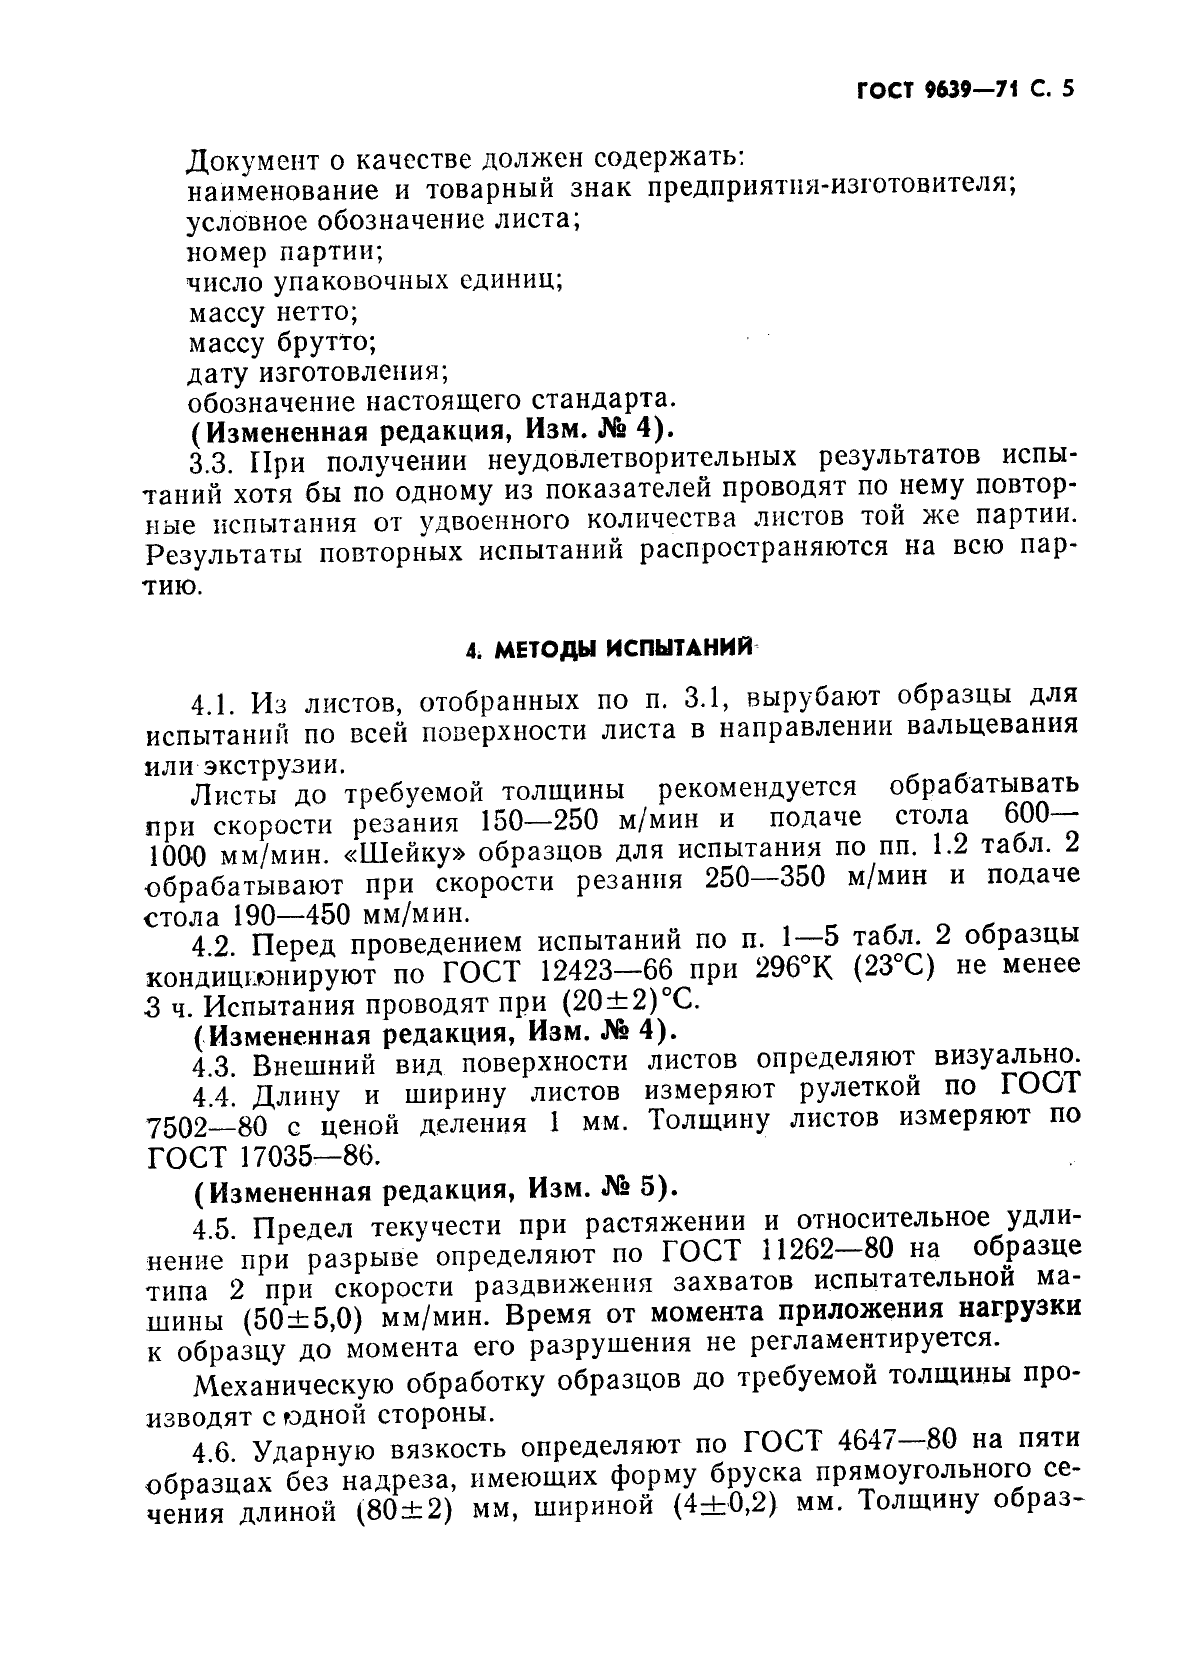 ГОСТ 9639—71 С. 5
Документ о качестве должен содержать:
наименование и товарный знак предприятия-изготовителя;
условное обозначение листа;
номер партии;
число упаковочных единиц;
массу нетто;
массу брутто;
дату изготовления;
обозначение настоящего стандарта.
(Измененная редакция, Изм. № 4).
3.3. При получении неудовлетворительных результатов испы-
таний хотя бы по одному из показателей проводят по нему повтор-
ные испытания от удвоенного количества листов той же партии.
Результаты повторных испытаний распространяются на всю пар-
тию.
4. МЕТОДЫ ИСПЫТАНИЙ
4.1. Из листов, отобранных по п. 3.1, вырубают образцы для
испытаний по всей поверхности листа в направлении вальцевания
или экструзии.
Листы до требуемой толщины рекомендуется обрабатывать
при скорости резания 150—250 м/мин и подаче стола 600—
1000 мм/мин. «Шейку» образцов для испытания по пп. 1.2 табл. 2
обрабатывают при скорости резания 250—350 м/мин и подаче
стола 190—450 мм/мин.
4.2. Перед проведением испытаний по п. 1—5 табл. 2 образцы
кондиционируют по ГОСТ 12423—66 при 296°К (23°С) не менее
3 ч. Испытания проводят при (20±2)°С.
(Измененная редакция, Изм. № 4).
4.3. Внешний вид поверхности листов определяют визуально.
4.4. Длину и ширину листов измеряют рулеткой по ГОСТ
7502—80 с ценой деления 1 мм. Толщину листов измеряют по
ГОСТ 17035—86.
(Измененная редакция, Изм. № 5).
4.5. Предел текучести при растяжении и относительное удли-
нение при разрыве определяют по ГОСТ 11262—80 на образце
типа 2 при скорости раздвижения захватов испытательной ма-
шины (50±5,0) мм/мин. Время от момента приложения нагрузки
к образцу до момента его разрушения не регламентируется.
Механическую обработку образцов до требуемой толщины про-
изводят с одной стороны.
4.6. Ударную вязкость определяют по ГОСТ 4647—80 на пяти
образцах без надреза, имеющих форму бруска прямоугольного се-
чения длиной (80±2) мм, шириной (4±0,2) мм. Толщину образ-